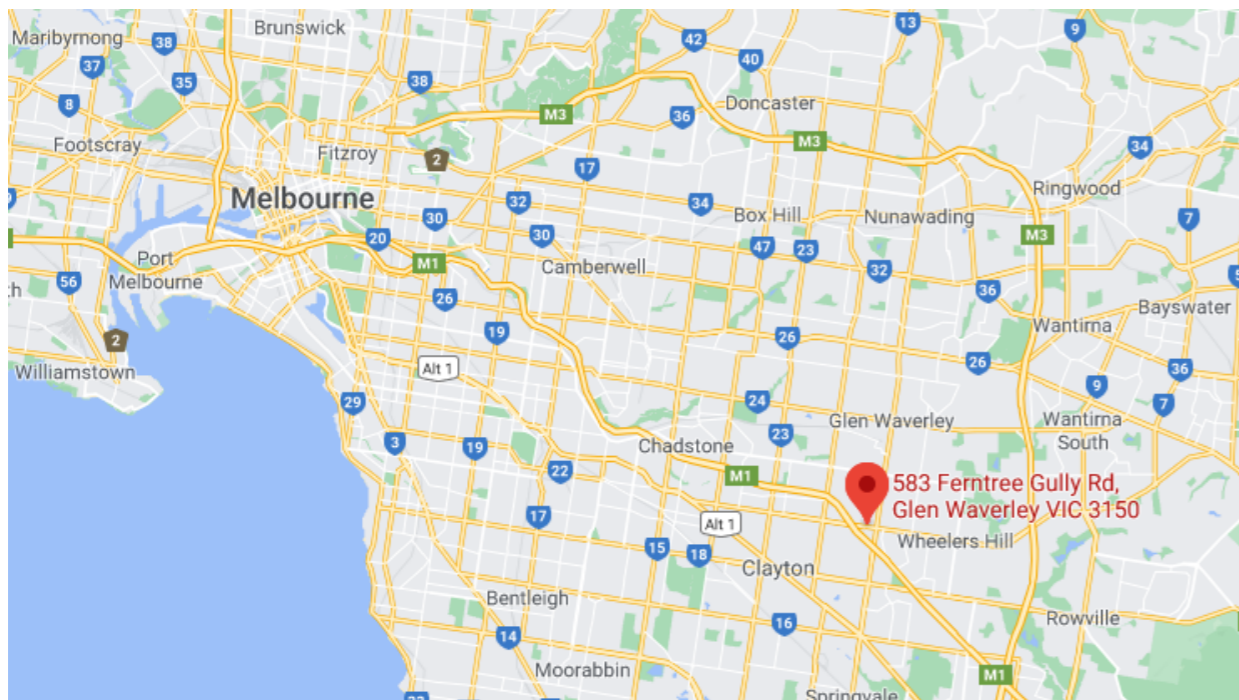 Maribyrnong
38
Brunswick
42
13
9
37
35
38
40
8
M3
36
Doncaster
Footscray
Fitzroy
2
17
M3
34
Melbourne
32
34
Ringwood
30
Box Hill
Nunawading
7
20
30
47
23
M3
M1
Camberwell
32
Port
Melbourne
56
26
36
Bayswater
19
26
Wantirna
2
Williamstown
Alt 1
26
36
9
29
24
7
Glen Waverley
Wantirna
South
3
19
Chadstone
23
22
M1
583 Ferntree Gully Rd,
Glen Waverley VIC 3150
17
Alt 1
Wheelers Hill
15
18
Clayton
Bentleigh
16
Rowville
14
Moorabbin
M1
Springvale